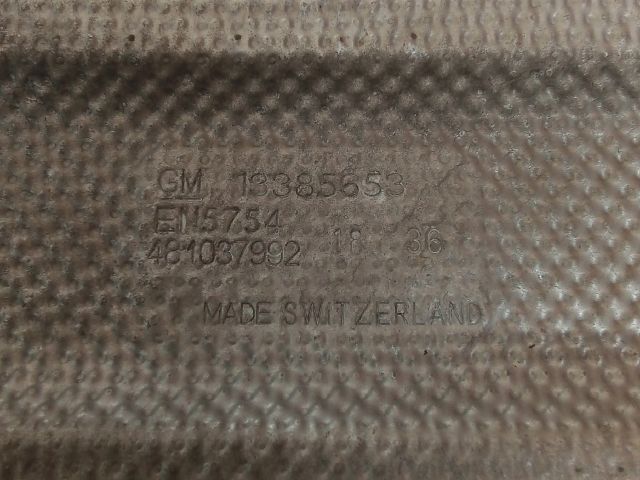 GM 13385653
EN5754
481037992 18 36
MADE SWITZERLAND